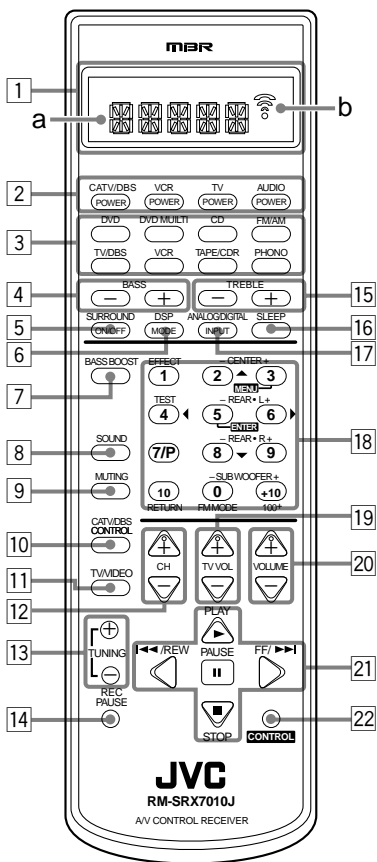 MBR
1
a
b
2
CATV/DBS VCR TV AUDIO
POWER POWER POWER POWER
3
DVD DVD MUILTI CD FM/AM
TV/DBS VCR TAPE/CDR PHONO
4
BASS TREBLE
– + – +
15
5
SURROUND DSP ANALOG/DIGITAL SLEEP
ON/OFF MODE INPUT
16
6
17
7
BASS BOOST EFFECT – CENTER +
1 2 3
MENU
TEST – REAR • L +
4 5 6
ENTER
8
SOUND
– REAR • R +
7/P 8 9
18
9
MUTING
– SUBWOOFER +
10 0 +10
RETURN FM MODE 100+
10
CATV/DBS
CONTROL
19
+ + +
CH TV VOL VOLUME
– – –
20
11
TV/VIDEO
12
13
+
TUNING
–
PLAY
/REW PAUSE FF/
21
REC
PAUSE
14
STOP
CONTROL
22
JVC
RM-SRX7010J
A/V CONTROL RECEIVER